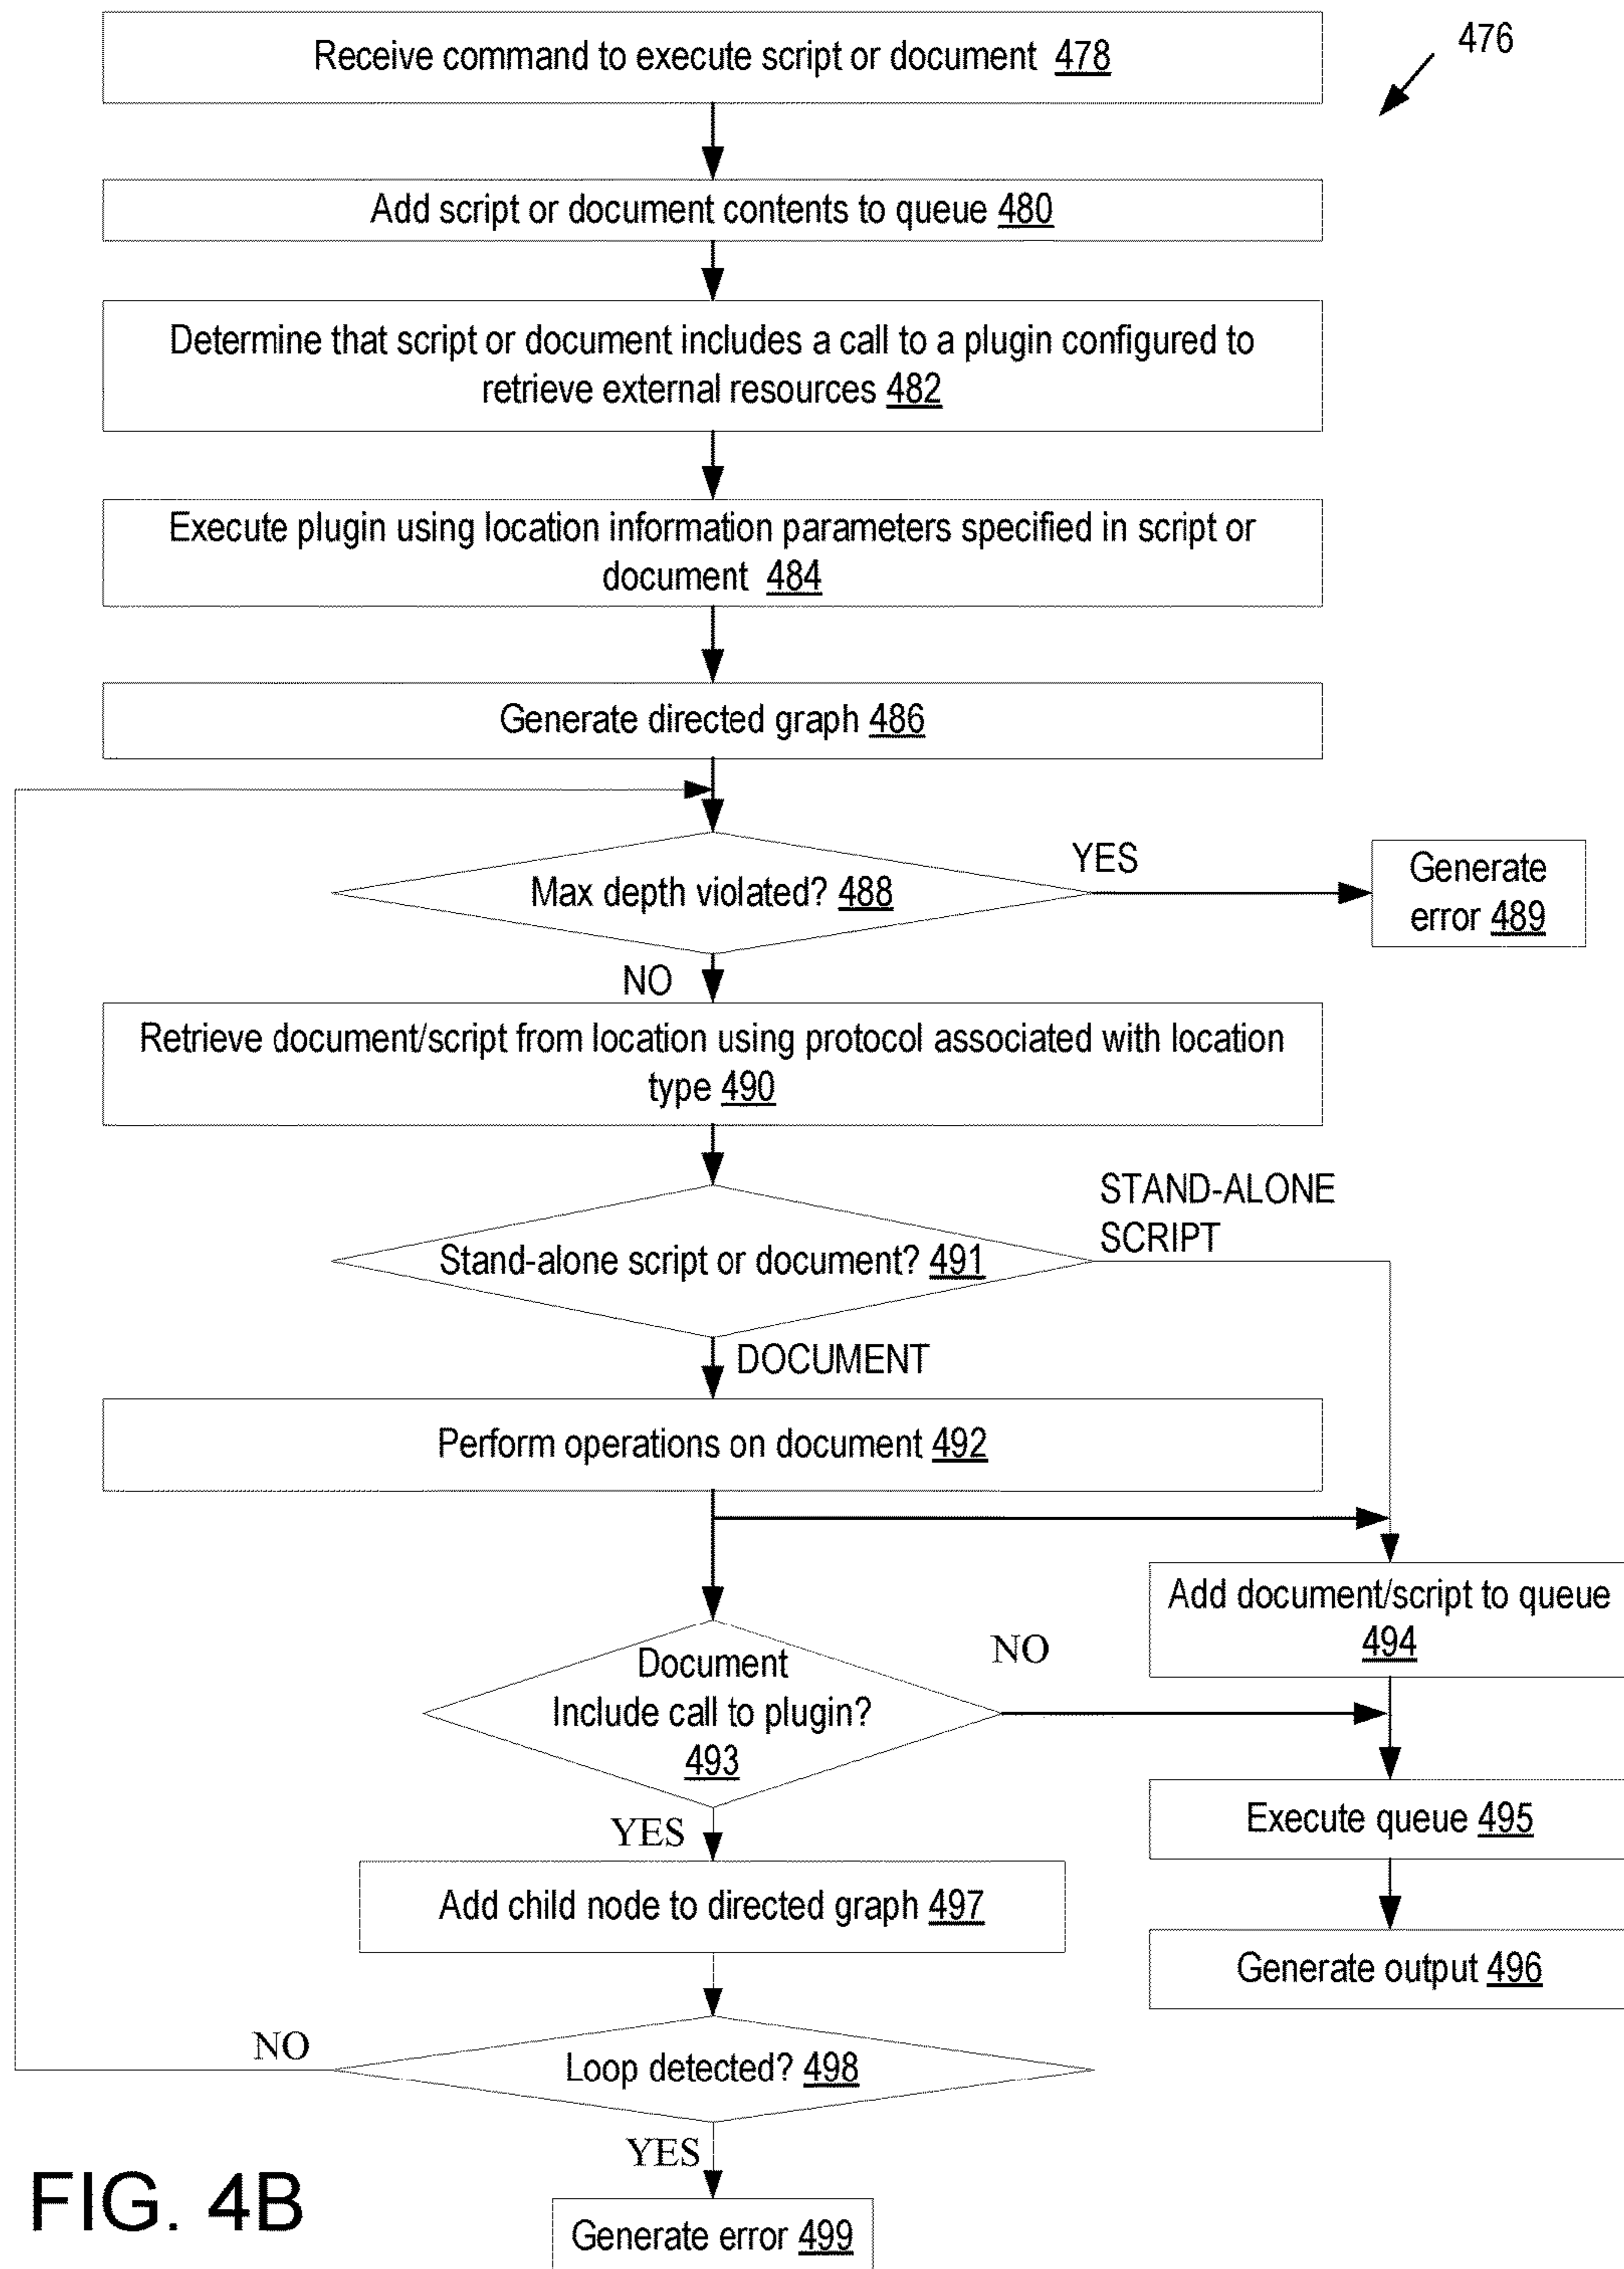 Receive command to execute script or document 478
476
Add script or document contents to queue 480
Determine that script or document includes a call to a plugin configured to
retrieve external resources 482
Execute plugin using location information parameters specified in script or
document 484
Generate directed graph 486
Max depth violated? 488
YES
Generate
error 489
NO
Retrieve document/script from location using protocol associated with location
type 490
Stand-alone script or document? 491
STAND-ALONE
SCRIPT
DOCUMENT
Perform operations on document 492
Add document/script to queue
494
Document
Include call to plugin?
493
NO
Execute queue 495
YES
Add child node to directed graph 497
Generate output 496
Loop detected? 498
NO
YES
Generate error 499
FIG. 4B